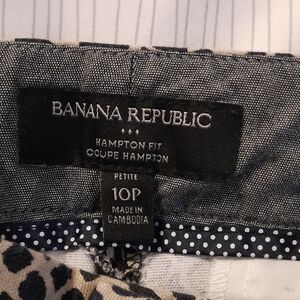 BANANA REPUBLIC
HAMPTON FIT
COUPE HAMPTON
PETITE
10P
MADE IN
CAMBODIA